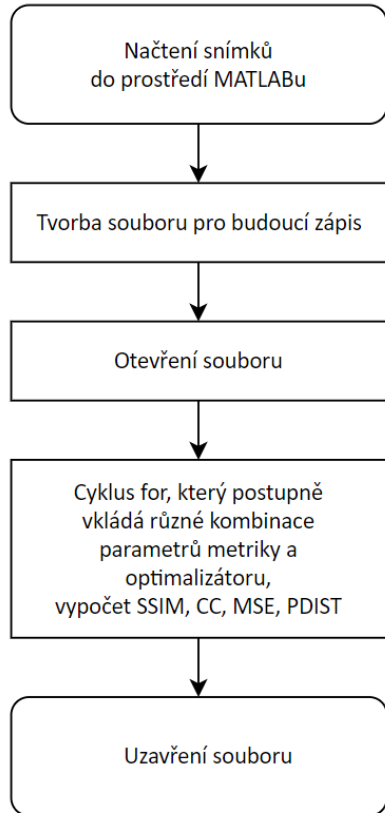 Načtení snímků
do prostředí MATLABu
Tvorba souboru pro budoucí zápis
Otevření souboru
Cyklus for, který postupně
vkládá různé kombinace
parametrů metriky a
optimalizátoru,
vypočet SSIM, CC, MSE, PDIST
Uzavření souboru